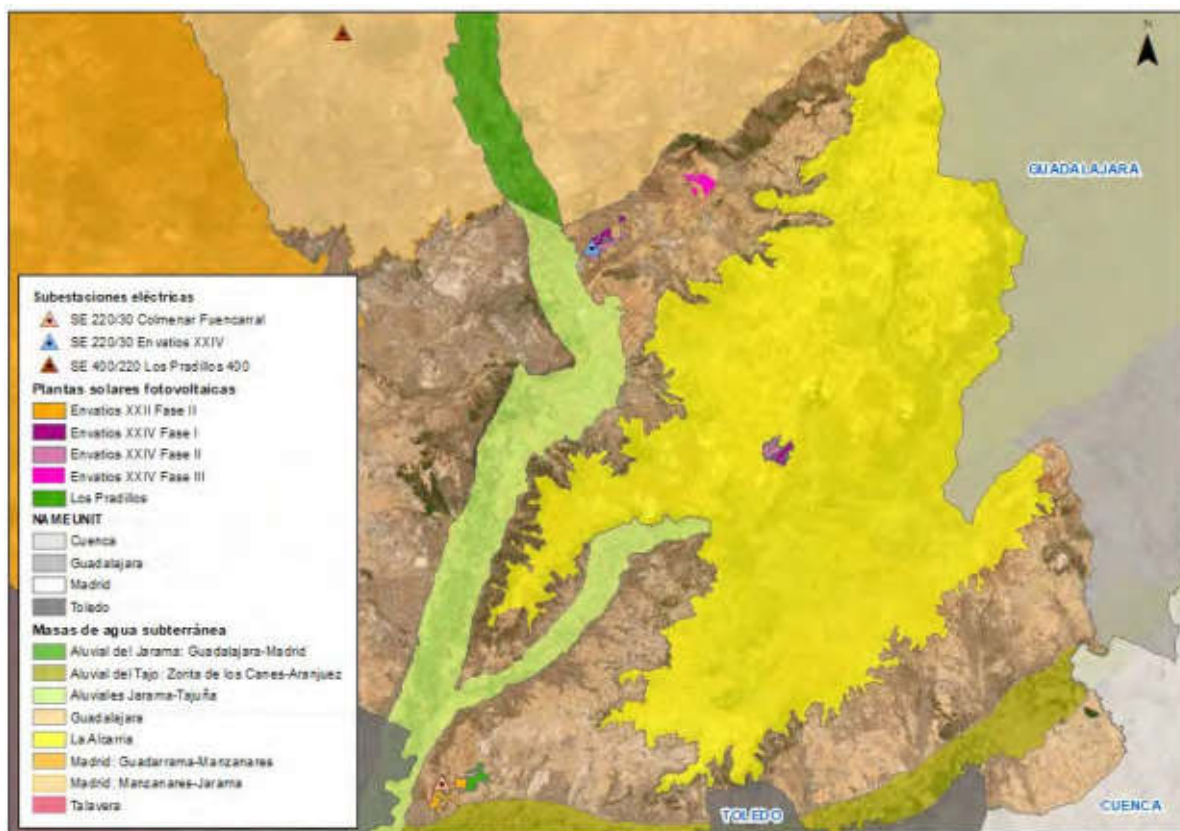 N
GUADALAJARA
Subestaciones eléctricas
SE 220/30 Colmenar Fuencarral
SE 220/30 Envatios XXIV
SE 400/220 Los Pradillos 400
Plantas solares fotovoltaicas
Envatios XXII Fase II
Envatios XXIV Fase I
Envatios XXIV Fase II
Envatios XXIV Fase III
Los Pradillos
NAMEUNIT
Cuenca
Guadalajara
Madrid
Toledo
Masas de agua subterránea
Aluvial del Jarama: Guadalajara-Madrid
Aluvial del Tajo: Zorita de los Canes-Aranjuez
Aluviales Jarama-Tajuña
Guadalajara
La Alcarria
Madrid: Guadarrama-Manzanares
Madrid: Manzanares-Jarama
Talavera
TOLEDO
CUENCA